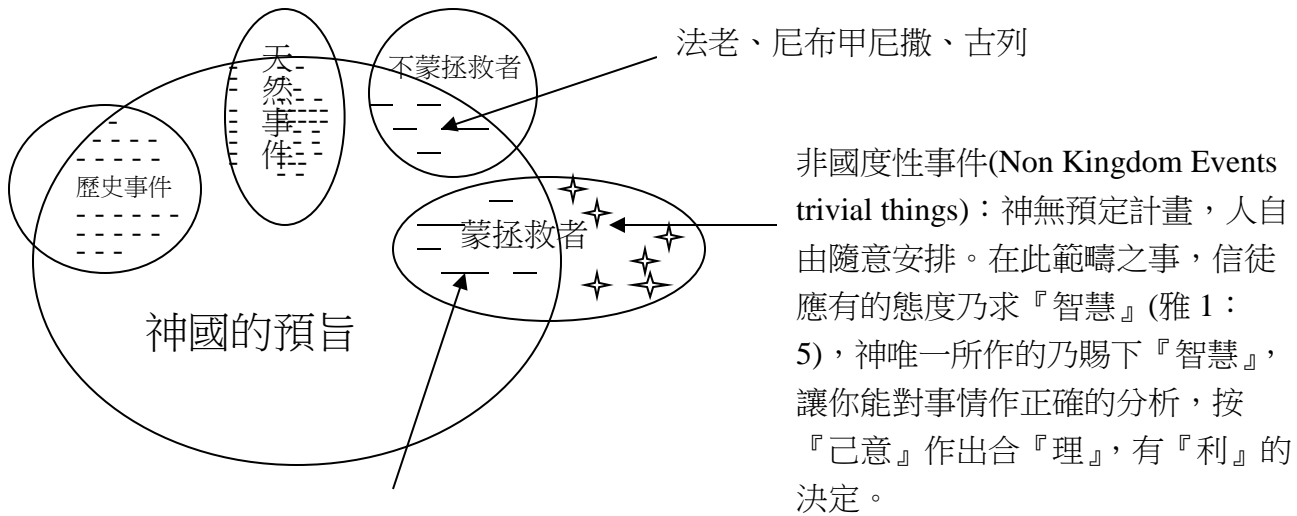 法老、尼布甲尼撒、古列
天然事件
不蒙拯救者
歷史事件
蒙拯救者
神國的預旨
非國度性事件(Non Kingdom Events
trivial things)：神無預定計畫，人自
由隨意安排。在此範疇之事，信徒
應有的態度乃求『智慧』(雅 1：
5)，神唯一所作的乃賜下『智慧』，
讓你能對事情作正確的分析，按
『己意』作出合『理』，有『利』的
決定。